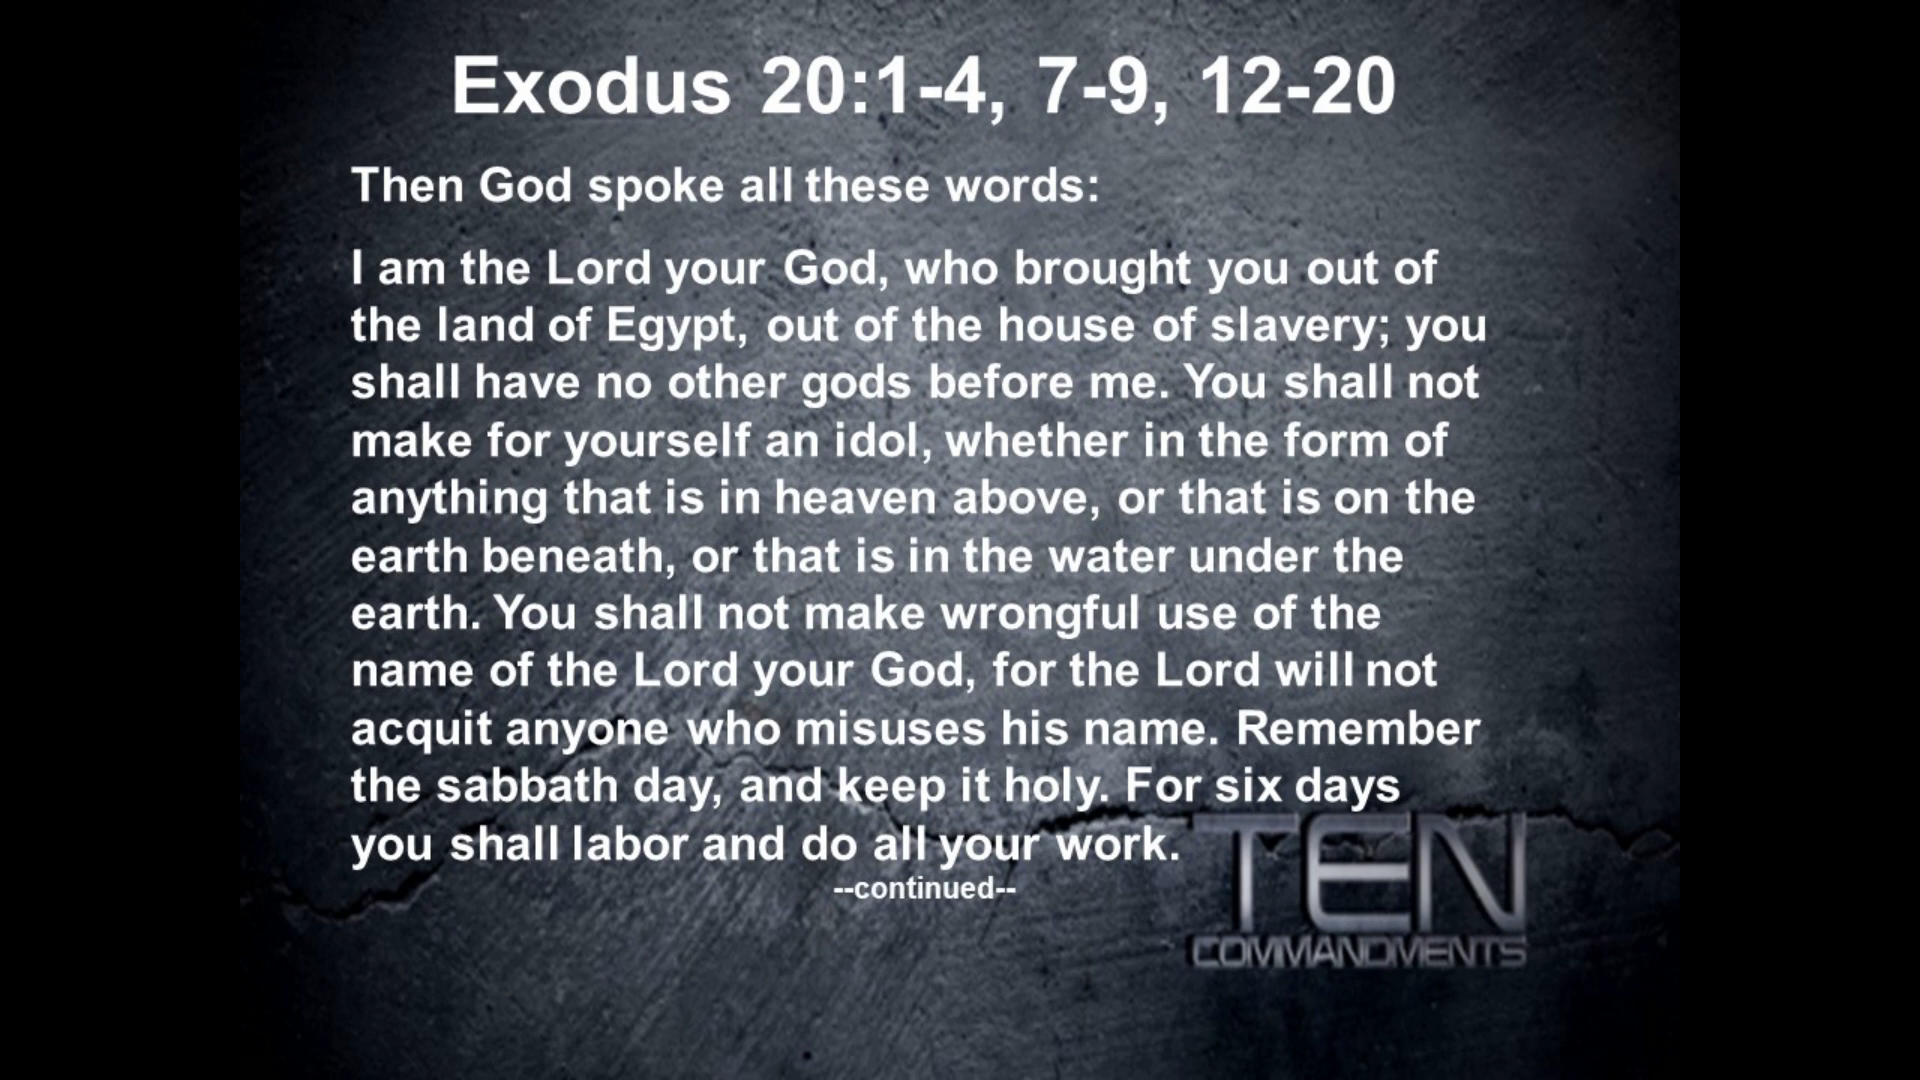 Exodus 20:1-4, 7-9, 12-20
Then God spoke all these words:
I am the Lord your God, who brought you out of
the land of Egypt, out of the house of slavery; you
shall have no other gods before me. You shall not
make for yourself an idol, whether in the form of
anything that is in heaven above, or that is on the
earth beneath, or that is in the water under the
earth. You shall not make wrongful use of the
name of the Lord your God, for the Lord will not
acquit anyone who misuses his name. Remember
the sabbath day, and keep it holy. For six days
you shall labor and do all your work.
--continued--
TEN
COMMANDMENTS